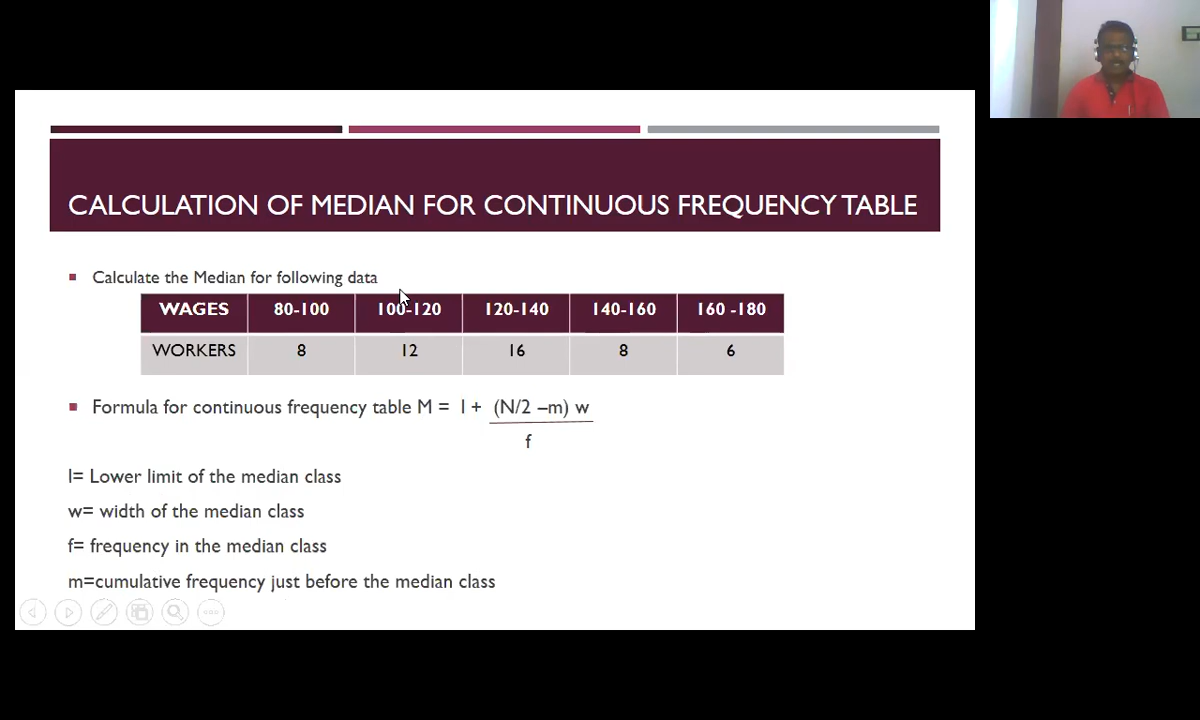 CALCULATION OF MEDIAN FOR CONTINUOUS FREQUENCY TABLE
Calculate the Median for following data
WAGES 80-100 100-120 120-140 140-160 160 -180
WORKERS 8 12 16 8 6
Formula for continuous frequency table M = l + (N/2 –m) w
f
l= Lower limit of the median class
w= width of the median class
f= frequency in the median class
m=cumulative frequency just before the median class